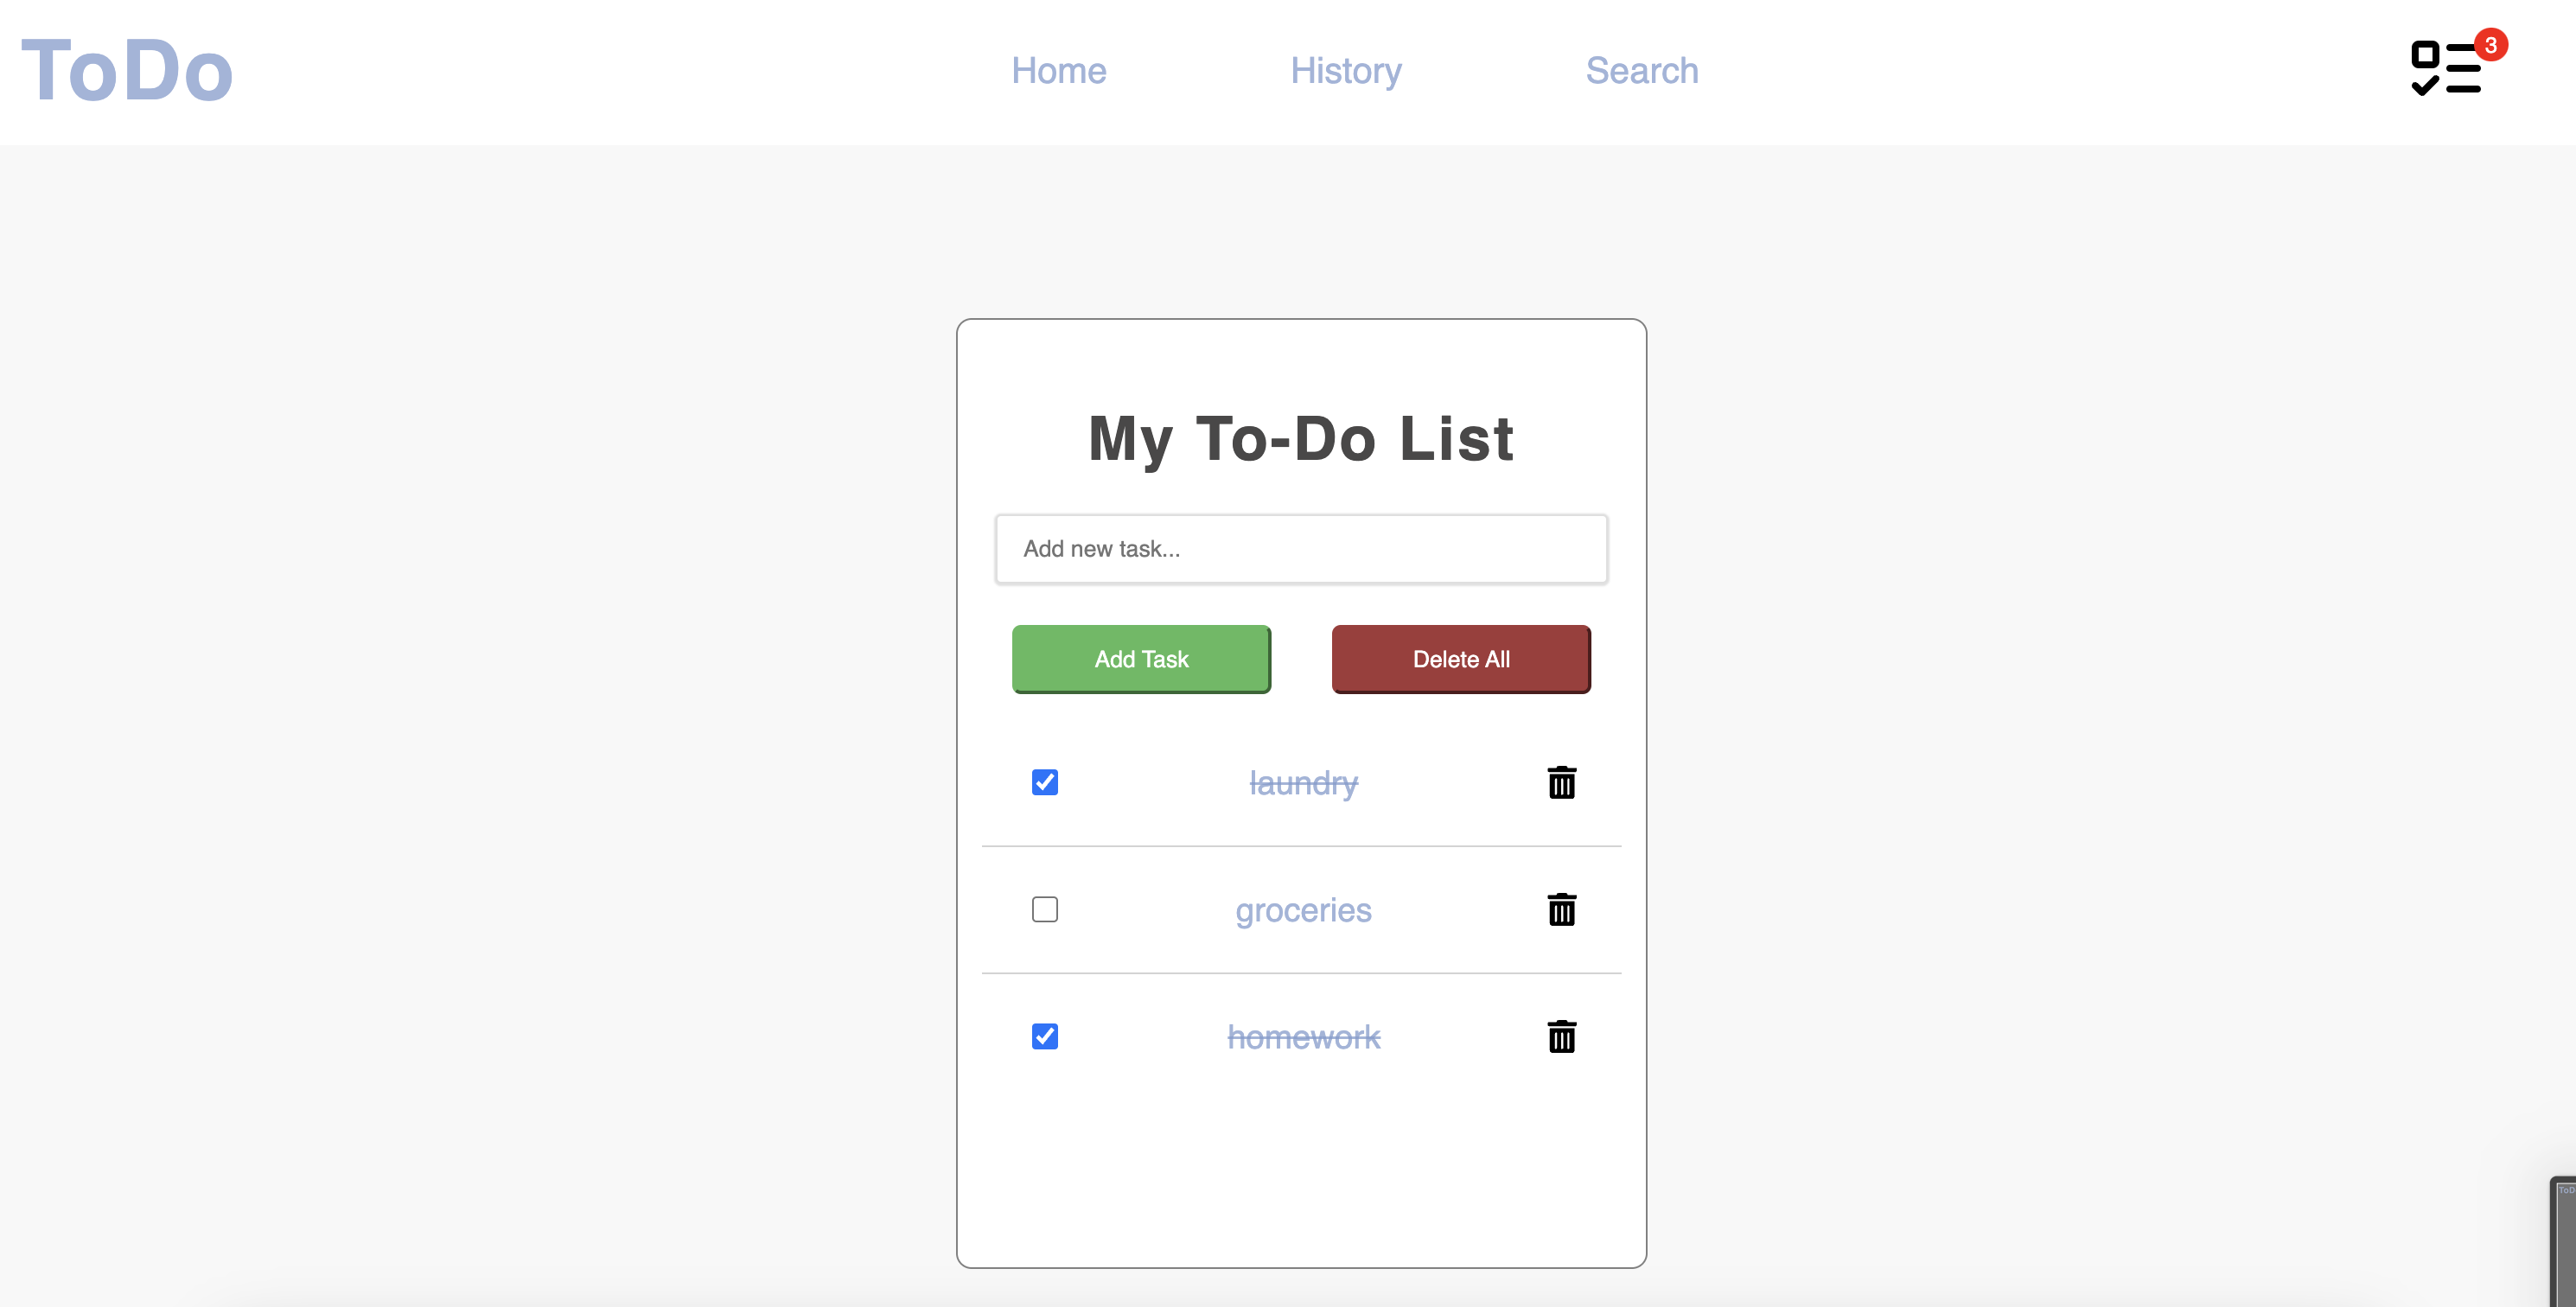 ToDo
Home
History
Search
3
My To-Do List
Add new task...
Add Task
Delete All
laundry
groceries
homework
ToD